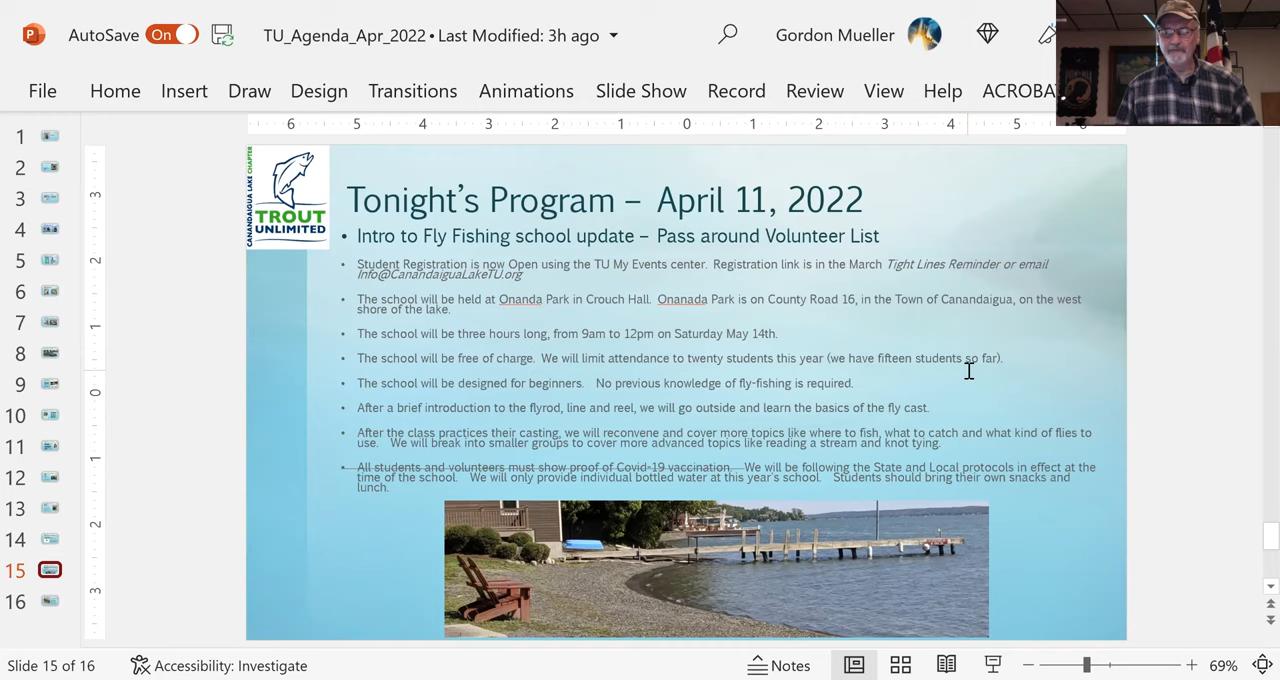 AutoSave On TU_Agenda_Apr_2022 • Last Modified: 3h ago Gordon Mueller
File Home Insert Draw Design Transitions Animations Slide Show Record Review View Help ACROBA
6 5 4 3 2 1 0 1 2 3 4 5 6
1
2
3
4
5
6
7
8
9
10
11
12
13
14
15
16
3
2
1
0
1
2
3
CANANDAIGUA LAKE CHAPTER
TROUT
UNLIMITED
Tonight's Program – April 11, 2022
• Intro to Fly Fishing school update – Pass around Volunteer List
• Student Registration is now Open using the TU My Events center. Registration link is in the March Tight Lines Reminder or email
Info@CanandaiguaLakeTU.org
• The school will be held at Onanda Park in Crouch Hall. Onanada Park is on County Road 16, in the Town of Canandaigua, on the west
shore of the lake.
• The school will be three hours long, from 9am to 12pm on Saturday May 14th.
• The school will be free of charge. We will limit attendance to twenty students this year (we have fifteen students so far).
• The school will be designed for beginners. No previous knowledge of fly-fishing is required.
• After a brief introduction to the flyrod, line and reel, we will go outside and learn the basics of the fly cast.
• After the class practices their casting, we will reconvene and cover more topics like where to fish, what to catch and what kind of flies to
use. We will break into smaller groups to cover more advanced topics like reading a stream and knot tying.
• All students and volunteers must show proof of Covid-19 vaccination. We will be following the State and Local protocols in effect at the
time of the school. We will only provide individual bottled water at this year's school. Students should bring their own snacks and
lunch.
Slide 15 of 16 Accessibility: Investigate Notes 69%